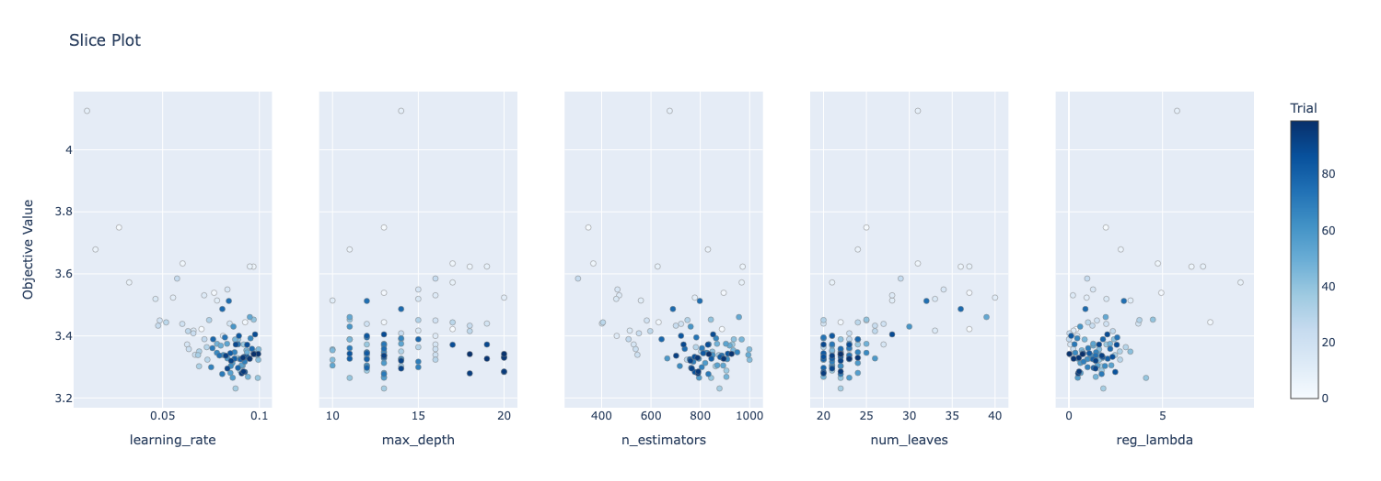 Slice Plot
Trial
Objective Value
4
3.8
3.6
3.4
3.2
80
60
40
20
0
0.05 0.1
10 15 20
400 600 800 1000
20 25 30 35 40
0 5
learning_rate
max_depth
n_estimators
num_leaves
reg_lambda